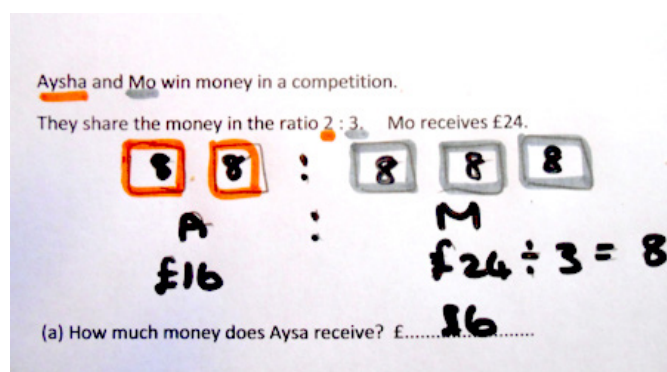 Aysha and Mo win money in a competition.
They share the money in the ratio 2 : 3. Mo receives £24.
8 8 : 8 8 8
A : M
£16 £24 ÷ 3 = 8
(a) How much money does Aysa receive? £......16......